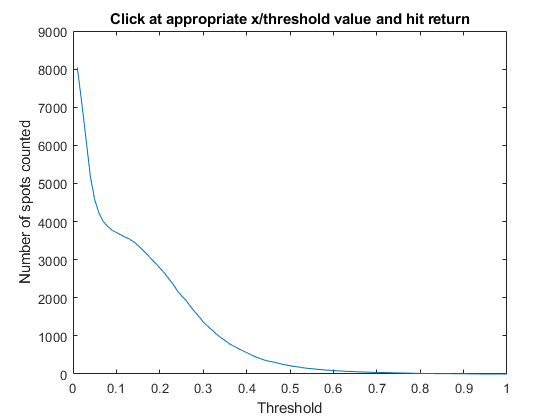 Click at appropriate x/threshold value and hit return
9000
8000
7000
6000
5000
4000
3000
2000
1000
0
Number of spots counted
0 0.1 0.2 0.3 0.4 0.5 0.6 0.7 0.8 0.9 1
Threshold